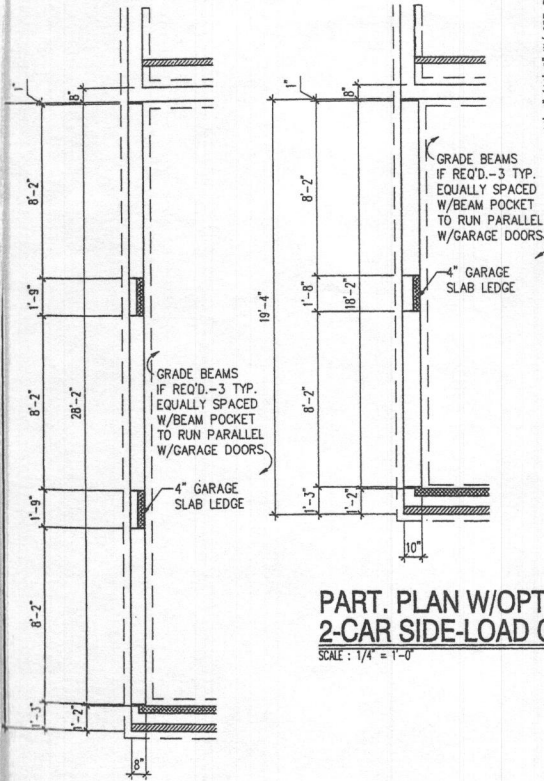 1"
8"
8'-2"
1'-9"
8'-2"
28'-2"
1'-9"
8'-2"
1'-3"
1'-2"
8"
GRADE BEAMS
IF REQ'D.-3 TYP.
EQUALLY SPACED
W/BEAM POCKET
TO RUN PARALLEL
W/GARAGE DOORS
4" GARAGE
SLAB LEDGE
1"
8"
8'-2"
19'-4"
1'-8"
18'-2"
8'-2"
1'-3"
1'-2"
10"
GRADE BEAMS
IF REQ'D.-3 TYP.
EQUALLY SPACED
W/BEAM POCKET
TO RUN PARALLEL
W/GARAGE DOORS
4" GARAGE
SLAB LEDGE
PART. PLAN W/OPT
2-CAR SIDE-LOAD
SCALE : 1/4" = 1'-0"